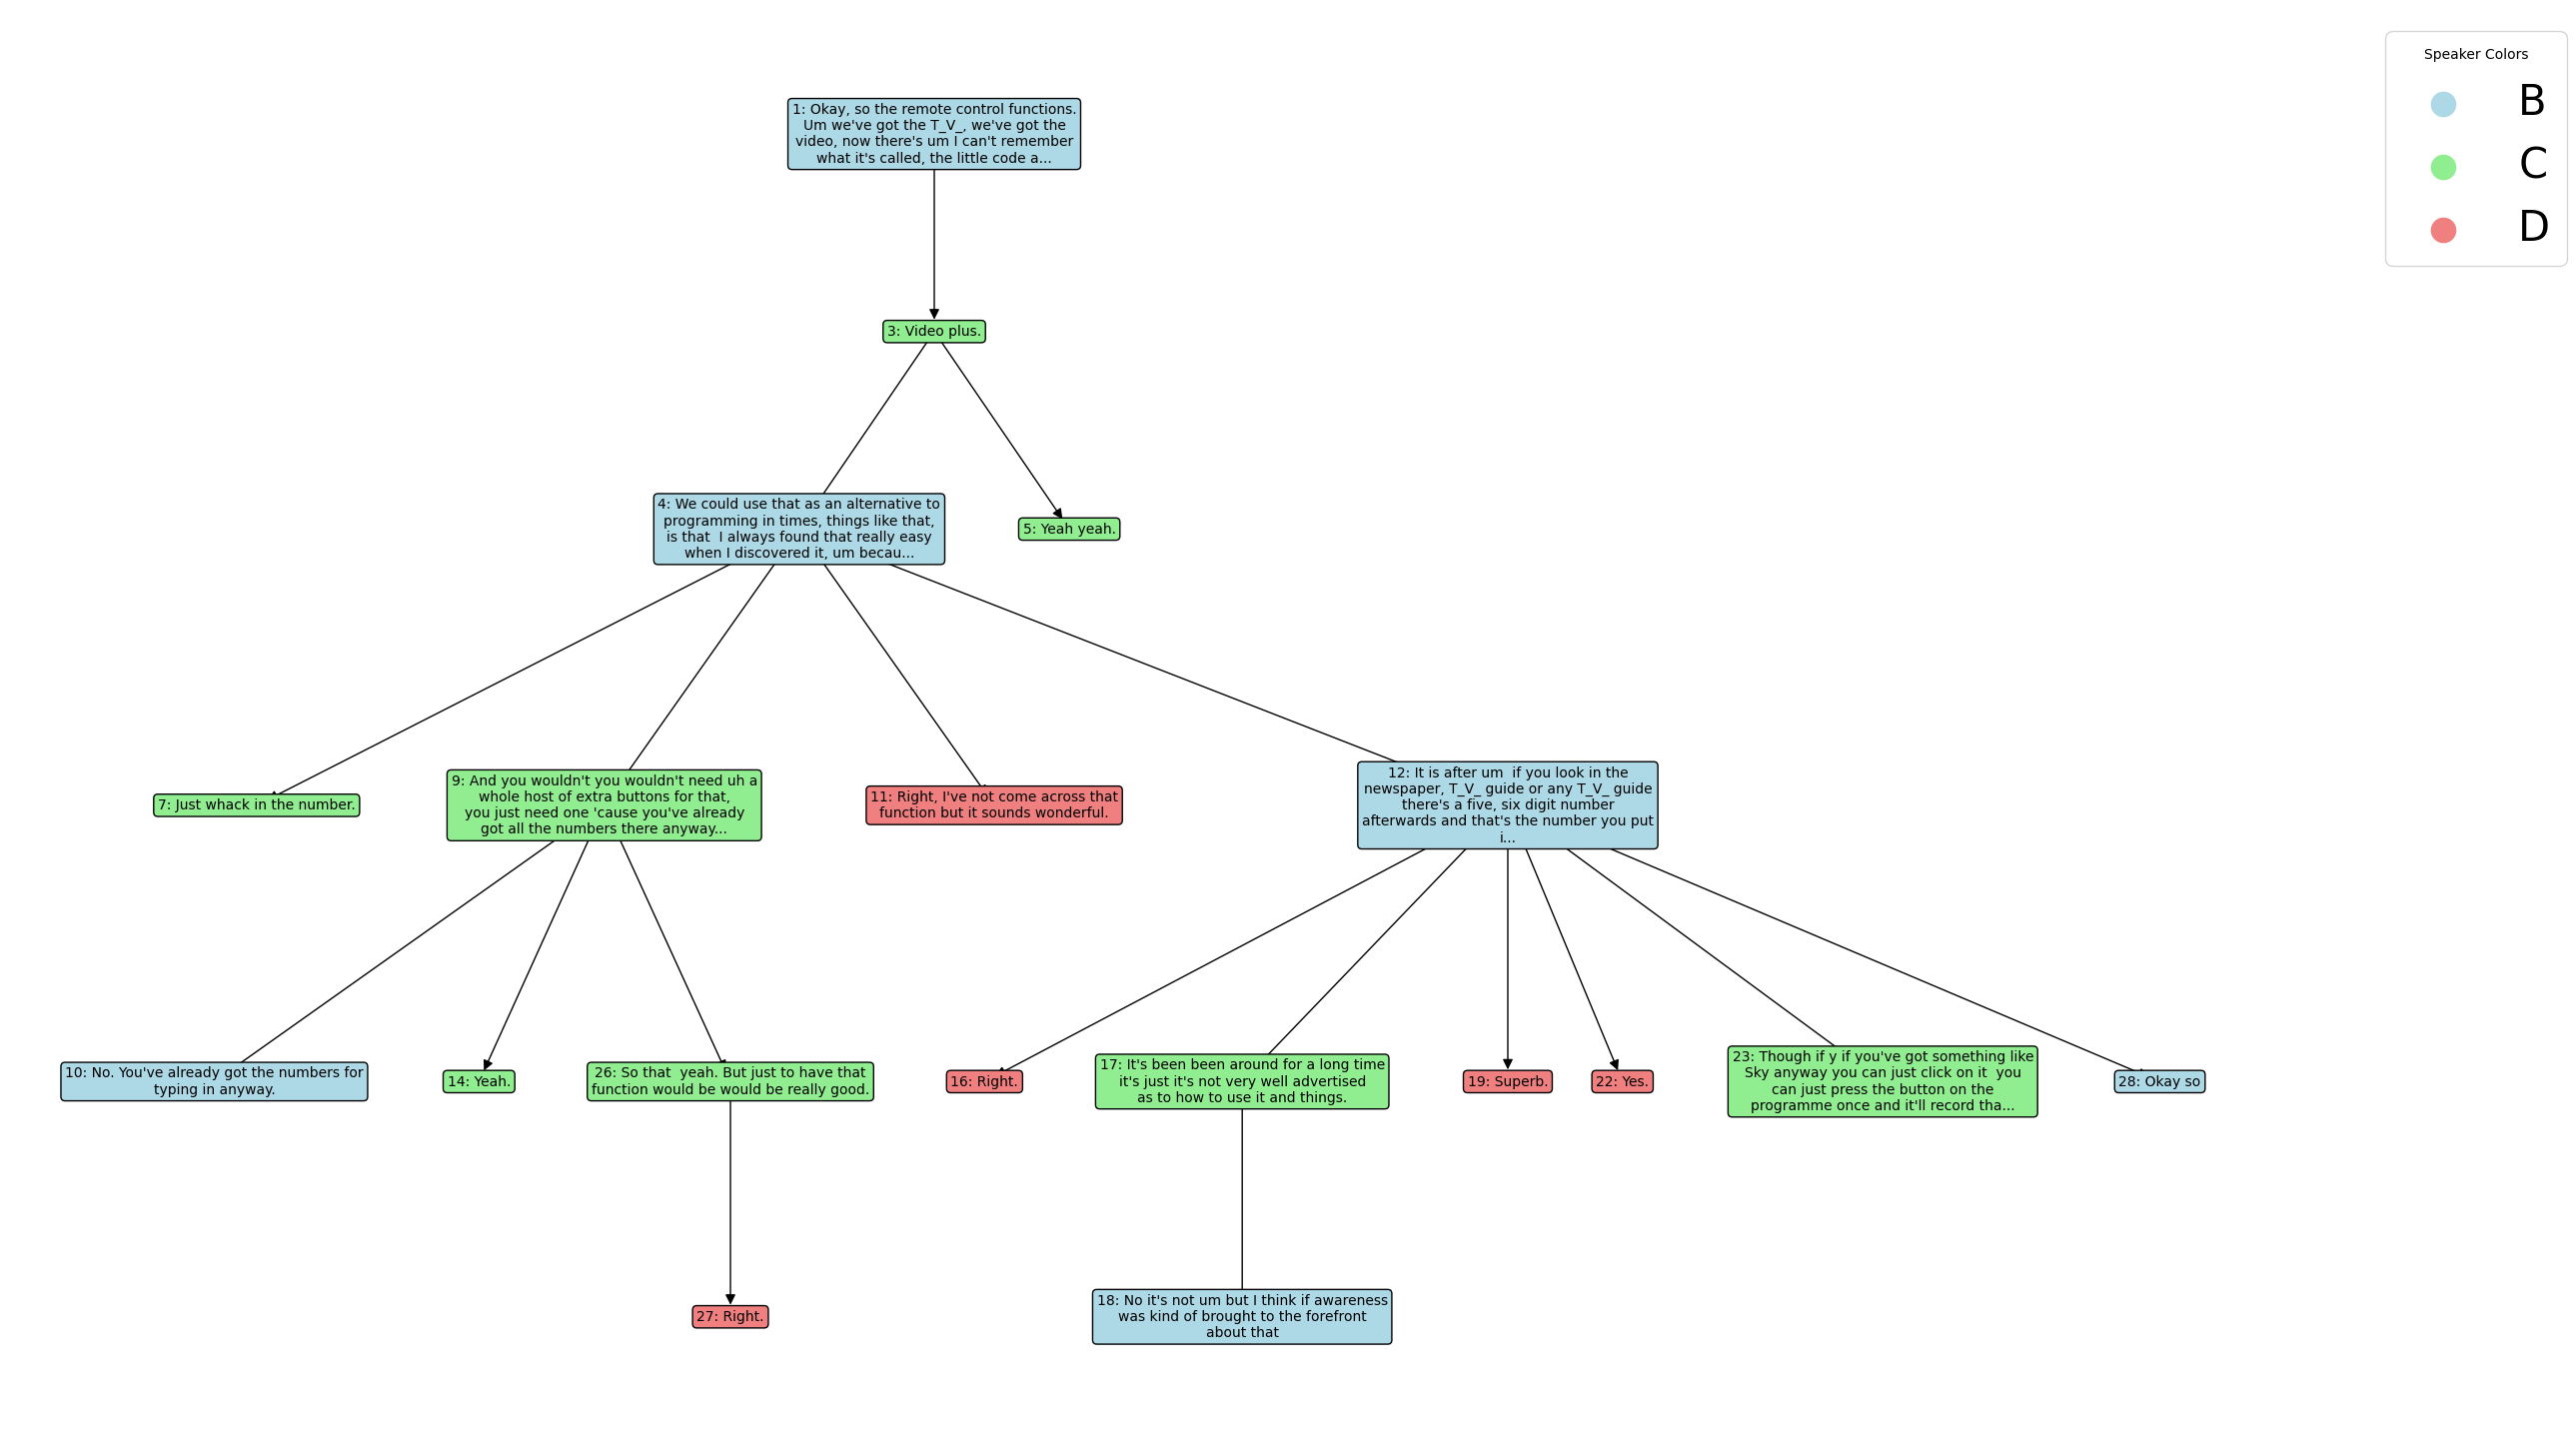 Speaker Colors
B
C
D
1: Okay, so the remote control functions.
Um we've got the T_V_, we've got the
video, now there's um I can't remember
what it's called, the little code a...
3: Video plus.
4: We could use that as an alternative to
programming in times, things like that,
is that  I always found that really easy
when I discovered it, um becau...
5: Yeah yeah.
7: Just whack in the number.
9: And you wouldn't you wouldn't need uh a
whole host of extra buttons for that,
you just need one 'cause you've already
got all the numbers there anyway...
11: Right, I've not come across that
function but it sounds wonderful.
12: It is after um  if you look in the
newspaper, T_V_ guide or any T_V_ guide
there's a five, six digit number
afterwards and that's the number you put
i...
10: No. You've already got the numbers for
typing in anyway.
14: Yeah.
26: So that  yeah. But just to have that
function would be would be really good.
16: Right.
17: It's been been around for a long time
it's just it's not very well advertised
as to how to use it and things.
19: Superb.
22: Yes.
23: Though if y if you've got something like
Sky anyway you can just click on it  you
can just press the button on the
programme once and it'll record tha...
28: Okay so
27: Right.
18: No it's not um but I think if awareness
was kind of brought to the forefront
about that